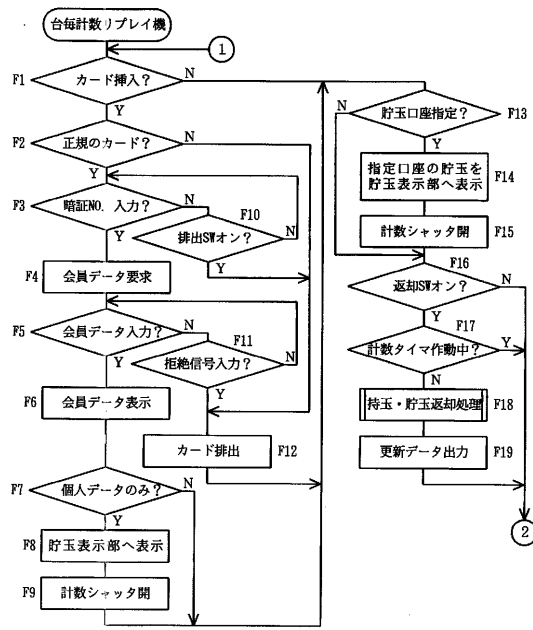 台毎計数リプレイ機
1
F1
カード挿入?
N
Y
F2
正規のカード?
N
Y
F3
暗証NO. 入力?
N
Y
F10
排出SWオン?
N
Y
F4
会員データ要求
F5
会員データ入力?
N
Y
F11
拒絶信号入力?
N
Y
F6
会員データ表示
カード排出
F12
F7
個人データのみ?
N
Y
F8
貯玉表示部へ表示
F9
計数シャッタ開
N
貯玉口座指定?
F13
Y
指定口座の貯玉を
貯玉表示部へ表示
F14
計数シャッタ開
F15
F16
返却SWオン?
N
Y
F17
計数タイマ作動中?
Y
N
持玉・貯玉返却処理
F18
更新データ出力
F19
2